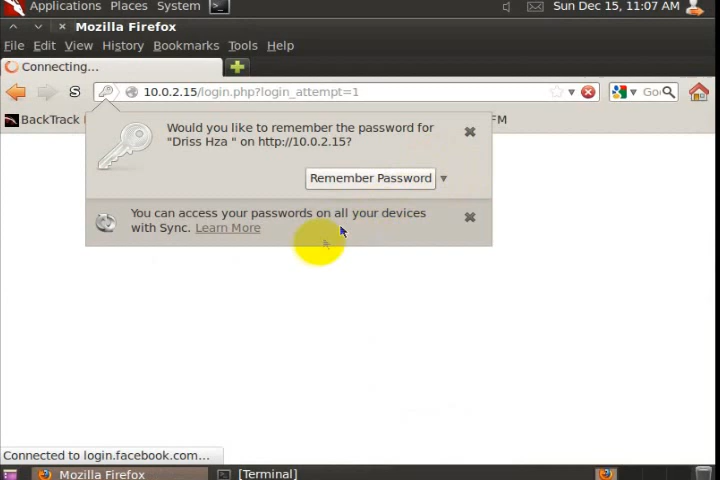 Applications Places System Sun Dec 15, 11:07 AM
Mozilla Firefox
File Edit View History Bookmarks Tools Help
Connecting...
S 10.0.2.15/login.php?login_attempt=1
BackTrack
FM
Would you like to remember the password for
"Driss Hza " on http://10.0.2.15?
Remember Password
You can access your passwords on all your devices
with Sync. Learn More
Connected to login.facebook.com...
Mozilla Firefox [Terminal]